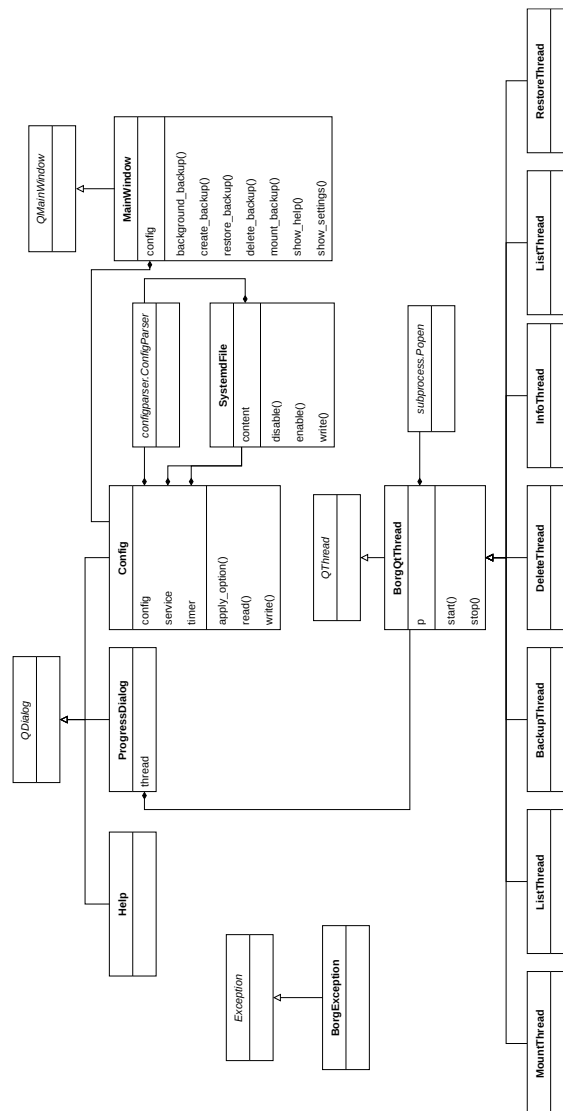 QDialog
QMainWindow
Help
ProgressDialog
thread
Config
config
service
timer
apply_option()
read()
write()
configparser.ConfigParser
MainWindow
config
background_backup()
create_backup()
restore_backup()
delete_backup()
mount_backup()
show_help()
show_settings()
SystemdFile
content
disable()
enable()
write()
Exception
BorgException
QThread
BorgQtThread
p
start()
stop()
subprocess.Popen
MountThread
ListThread
BackupThread
DeleteThread
InfoThread
ListThread
RestoreThread